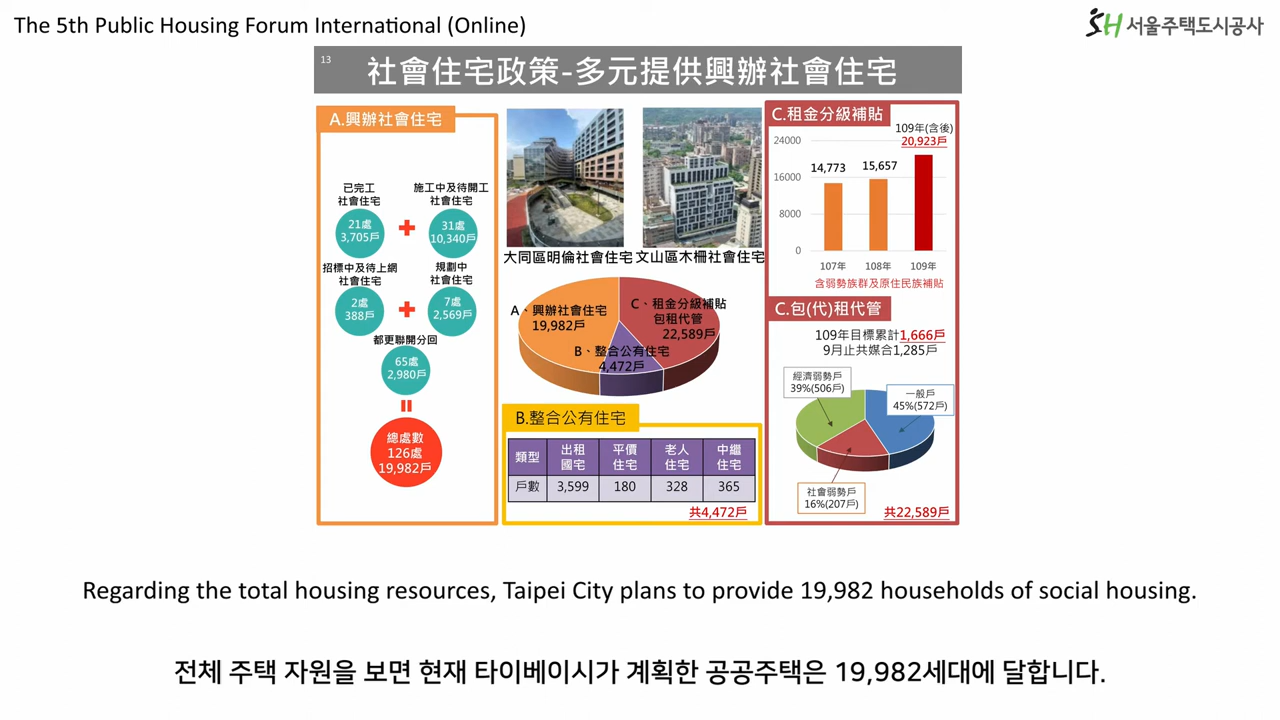 The 5th Public Housing Forum International (Online)
SH 서울주택도시공사
13
社會住宅政策-多元提供興辦社會住宅
A.興辦社會住宅
已完工
社會住宅
21處
3,705戶
施工中及待開工
社會住宅
31處
10,340戶
招標中及待上網
社會住宅
2處
388戶
規劃中
社會住宅
7處
2,569戶
都更聯開分回
65處
2,980戶
總處數
126處
19,982戶
大同區明倫社會住宅
文山區木柵社會住宅
A、興辦社會住宅
19,982戶
C、租金分級補貼
包租代管
22,589戶
B、整合公有住宅
4,472戶
B.整合公有住宅
類型 出租國宅 平價住宅 老人住宅 中繼住宅
戶數 3,599 180 328 365
共4,472戶
C.租金分級補貼
109年(含後)
20,923戶
24000
16000
8000
0
14,773
15,657
107年 108年 109年
含弱勢族群及原住民族補貼
C.包(代)租代管
109年目標累計1,666戶
9月止共媒合1,285戶
經濟弱勢戶
39%(506戶)
一般戶
45%(572戶)
社會弱勢戶
16%(207戶)
共22,589戶
Regarding the total housing resources, Taipei City plans to provide 19,982 households of social housing.
전체 주택 자원을 보면 현재 타이베이시가 계획한 공공주택은 19,982세대에 달합니다.